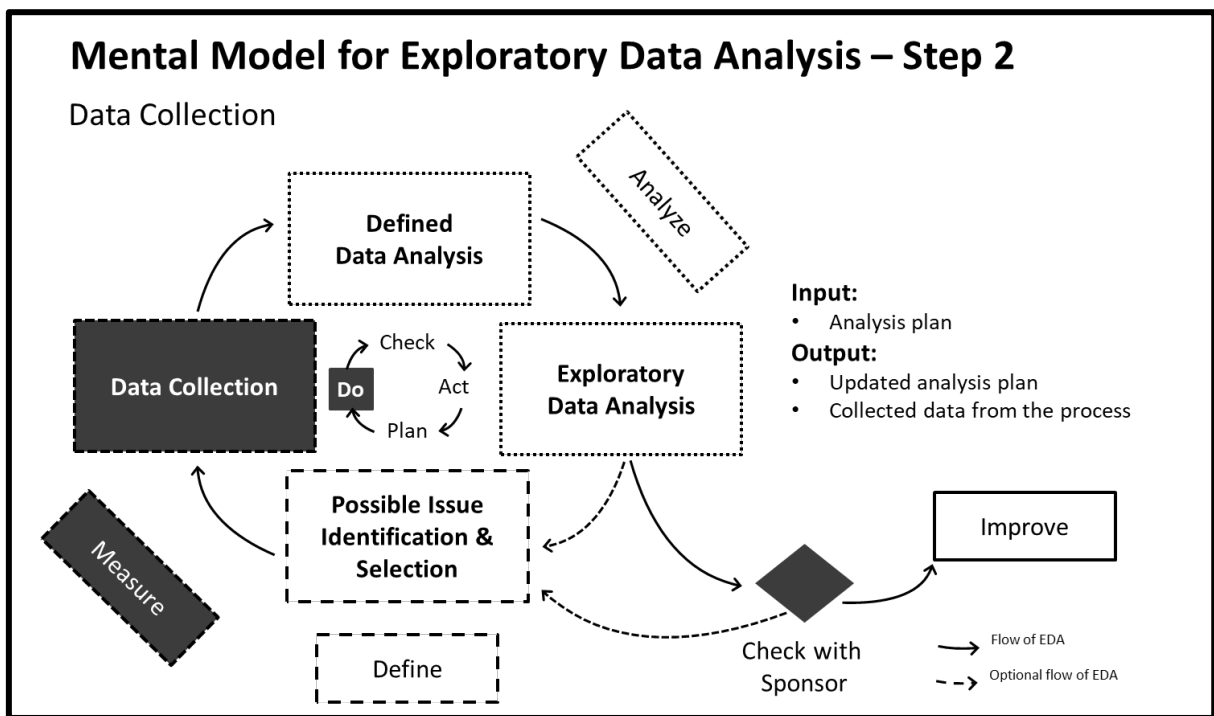 Mental Model for Exploratory Data Analysis – Step 2
Data Collection
Analyze
Defined
Data Analysis
Input:
• Analysis plan
Output:
• Updated analysis plan
• Collected data from the process
Data Collection
Check
Do
Act
Plan
Exploratory
Data Analysis
Possible Issue
Identification &
Selection
Measure
Define
Improve
Check with
Sponsor
Flow of EDA
Optional flow of EDA